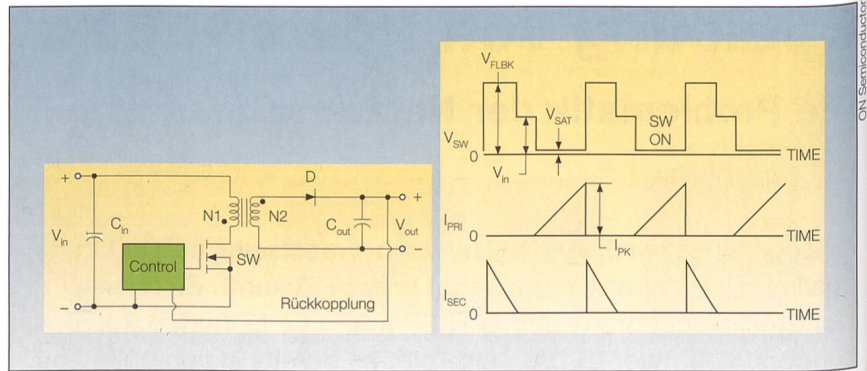 ON Semiconductor
D
+
+
N1
N2
V_in
C_in
C_out
V_out
–
Control
SW
–
Rückkopplung
V_FLBK
V_SAT
SW
ON
V_SW
0
TIME
V_in
I_PRI
0
TIME
I_PK
I_SEC
0
TIME